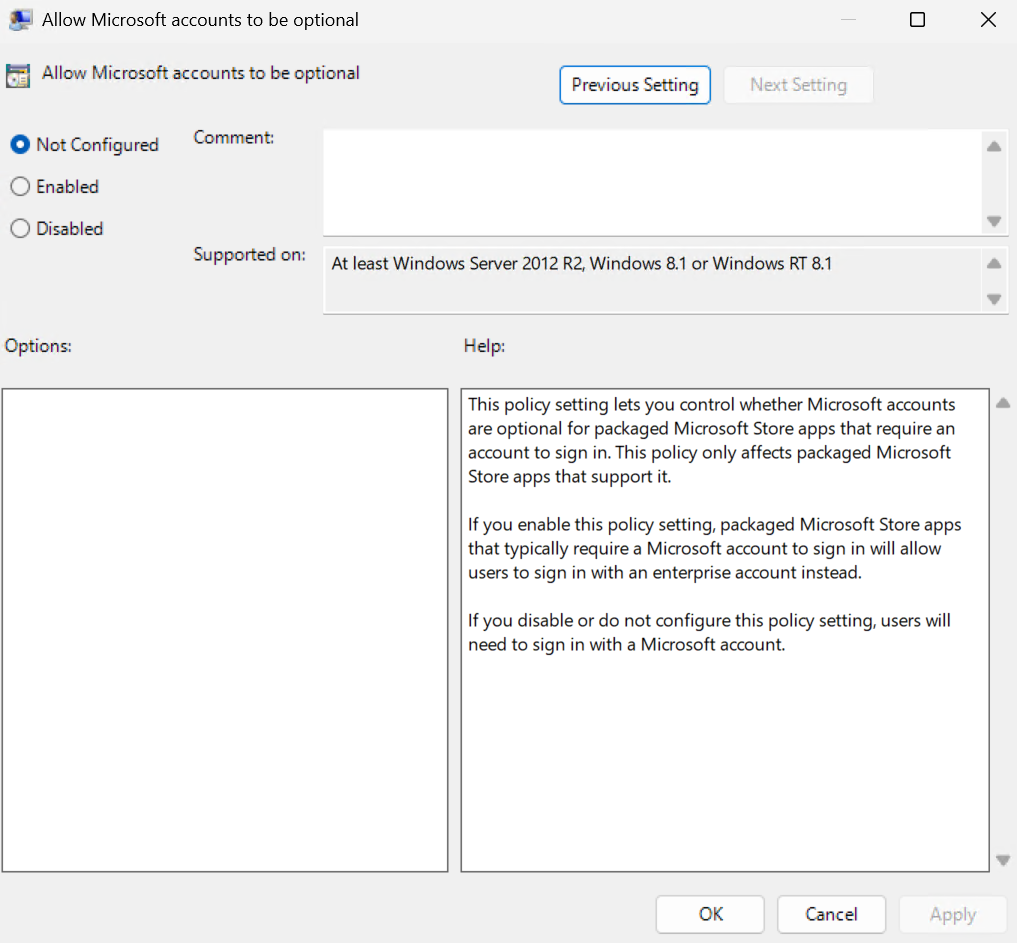 Allow Microsoft accounts to be optional
Allow Microsoft accounts to be optional
Previous Setting
Next Setting
Not Configured
Enabled
Disabled
Comment:
Supported on:
At least Windows Server 2012 R2, Windows 8.1 or Windows RT 8.1
Options:
Help:
This policy setting lets you control whether Microsoft accounts
are optional for packaged Microsoft Store apps that require an
account to sign in. This policy only affects packaged Microsoft
Store apps that support it.
If you enable this policy setting, packaged Microsoft Store apps
that typically require a Microsoft account to sign in will allow
users to sign in with an enterprise account instead.
If you disable or do not configure this policy setting, users will
need to sign in with a Microsoft account.
OK
Cancel
Apply